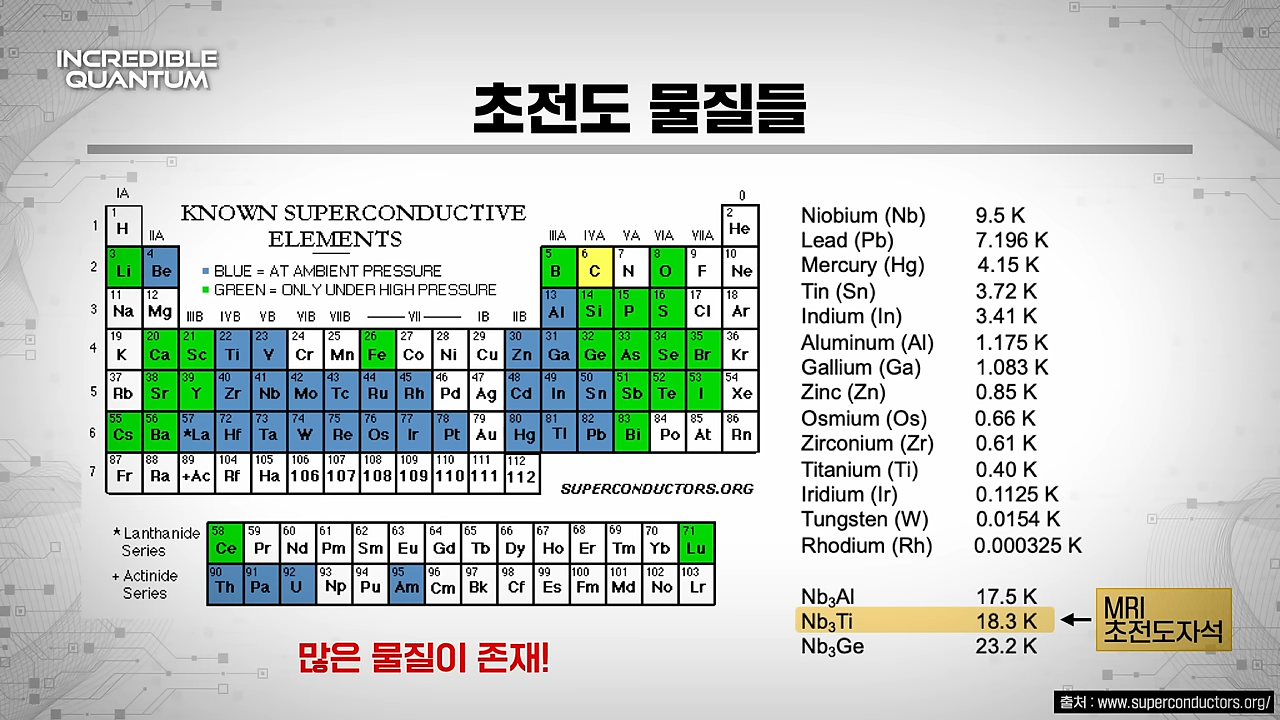 INCREDIBLE
QUANTUM
초전도 물질들
IA
0
KNOWN SUPERCONDUCTIVE
ELEMENTS
BLUE = AT AMBIENT PRESSURE
GREEN = ONLY UNDER HIGH PRESSURE
IIA
IIIA IVA VA VIA VIIA
IIIB IVB VB VIB VIIB VII IB IIB
1 1 H 2 He
2 3 Li 4 Be 5 B 6 C 7 N 8 O 9 F 10 Ne
3 11 Na 12 Mg 13 Al 14 Si 15 P 16 S 17 Cl 18 Ar
4 19 K 20 Ca 21 Sc 22 Ti 23 V 24 Cr 25 Mn 26 Fe 27 Co 28 Ni 29 Cu 30 Zn 31 Ga 32 Ge 33 As 34 Se 35 Br 36 Kr
5 37 Rb 38 Sr 39 Y 40 Zr 41 Nb 42 Mo 43 Tc 44 Ru 45 Rh 46 Pd 47 Ag 48 Cd 49 In 50 Sn 51 Sb 52 Te 53 I 54 Xe
6 55 Cs 56 Ba 57 *La 72 Hf 73 Ta 74 W 75 Re 76 Os 77 Ir 78 Pt 79 Au 80 Hg 81 Tl 82 Pb 83 Bi 84 Po 85 At 86 Rn
7 87 Fr 88 Ra 89 +Ac 104 Rf 105 Ha 106 106 107 107 108 108 109 109 110 110 111 111 112 112
SUPERCONDUCTORS.ORG
* Lanthanide
Series
58 Ce 59 Pr 60 Nd 61 Pm 62 Sm 63 Eu 64 Gd 65 Tb 66 Dy 67 Ho 68 Er 69 Tm 70 Yb 71 Lu
+ Actinide
Series
90 Th 91 Pa 92 U 93 Np 94 Pu 95 Am 96 Cm 97 Bk 98 Cf 99 Es 100 Fm 101 Md 102 No 103 Lr
많은 물질이 존재!
Niobium (Nb) 9.5 K
Lead (Pb) 7.196 K
Mercury (Hg) 4.15 K
Tin (Sn) 3.72 K
Indium (In) 3.41 K
Aluminum (Al) 1.175 K
Gallium (Ga) 1.083 K
Zinc (Zn) 0.85 K
Osmium (Os) 0.66 K
Zirconium (Zr) 0.61 K
Titanium (Ti) 0.40 K
Iridium (Ir) 0.1125 K
Tungsten (W) 0.0154 K
Rhodium (Rh) 0.000325 K
Nb₃Al 17.5 K
Nb₃Ti 18.3 K
Nb₃Ge 23.2 K
MRI
초전도자석
출처 : www.superconductors.org/